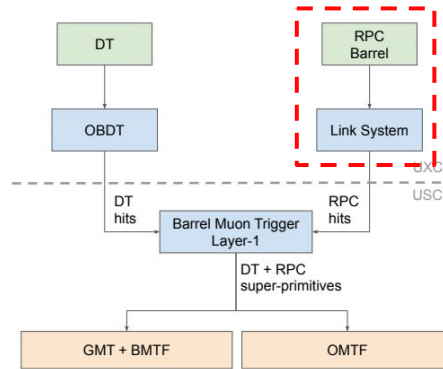 DT
RPC
Barrel
OBDT
Link System
UXC
USC
DT
hits
RPC
hits
Barrel Muon Trigger
Layer-1
DT + RPC
super-primitives
GMT + BMTF
OMTF